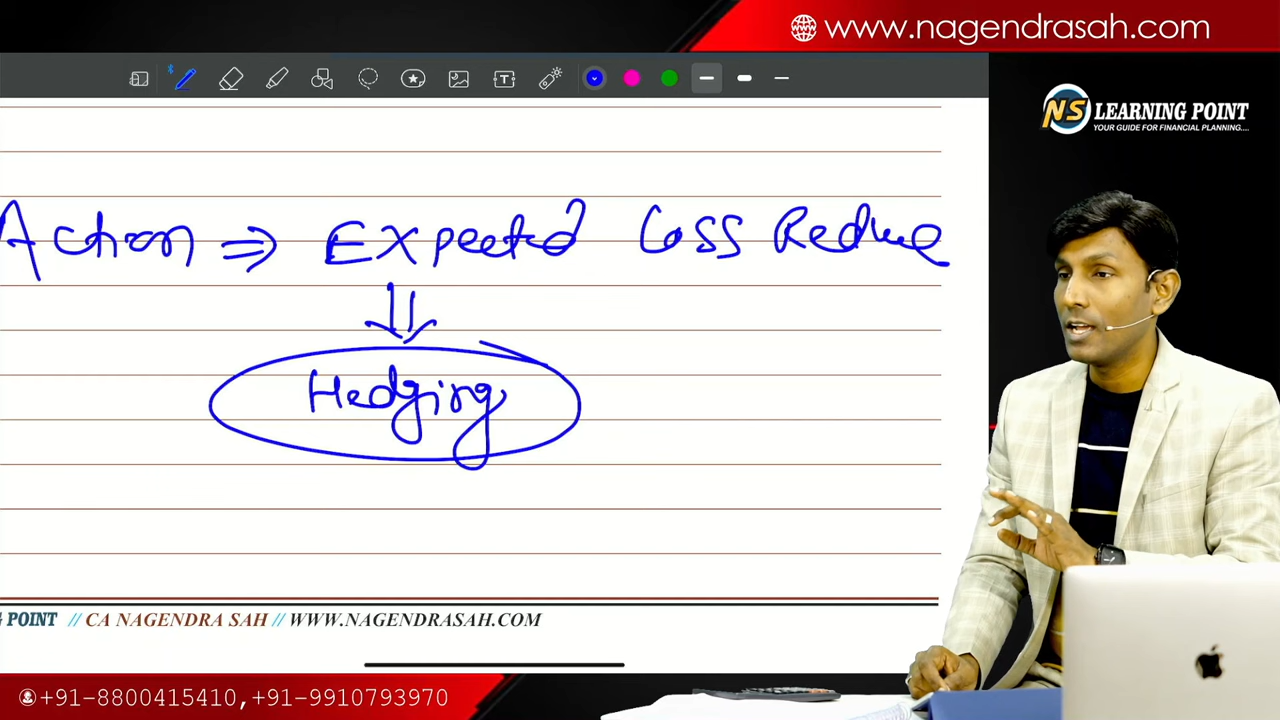 www.nagendrasah.com
NS LEARNING POINT
YOUR GUIDE FOR FINANCIAL PLANNING....
Action ⇒ Expected Loss Reduce
Hedging
POINT // CA NAGENDRA SAH // WWW.NAGENDRASAH.COM
+91-8800415410,+91-9910793970